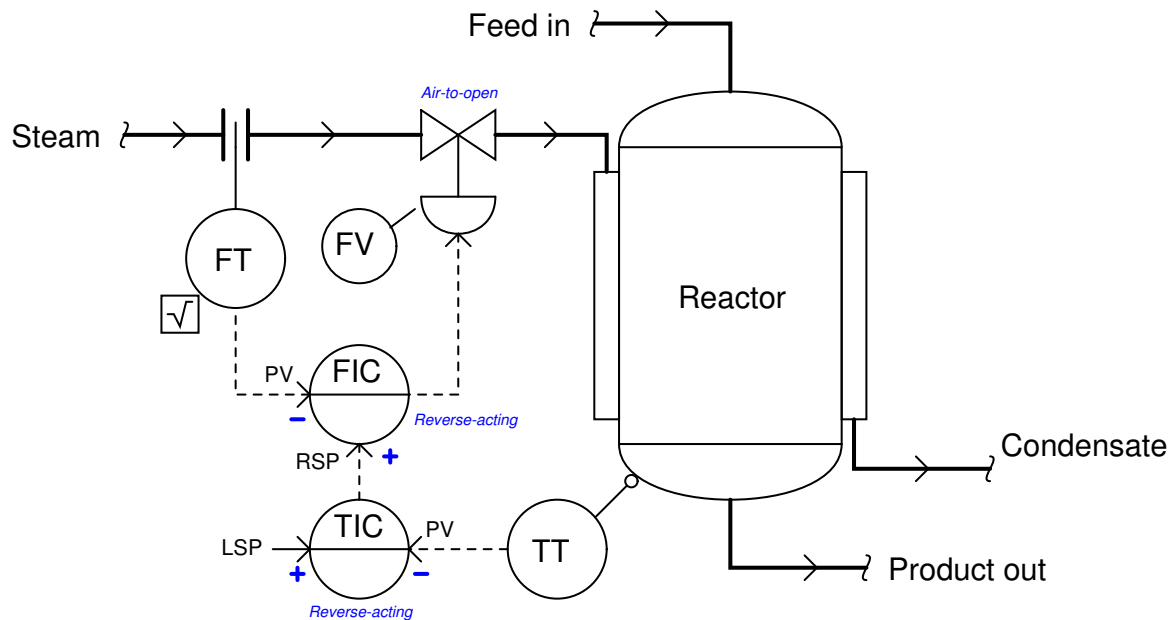 Feed in
Air-to-open
Steam
FT
FV
√
Reactor
PV
FIC
−
Reverse-acting
RSP
+
Condensate
TIC
PV
LSP
TT
+
−
Product out
Reverse-acting